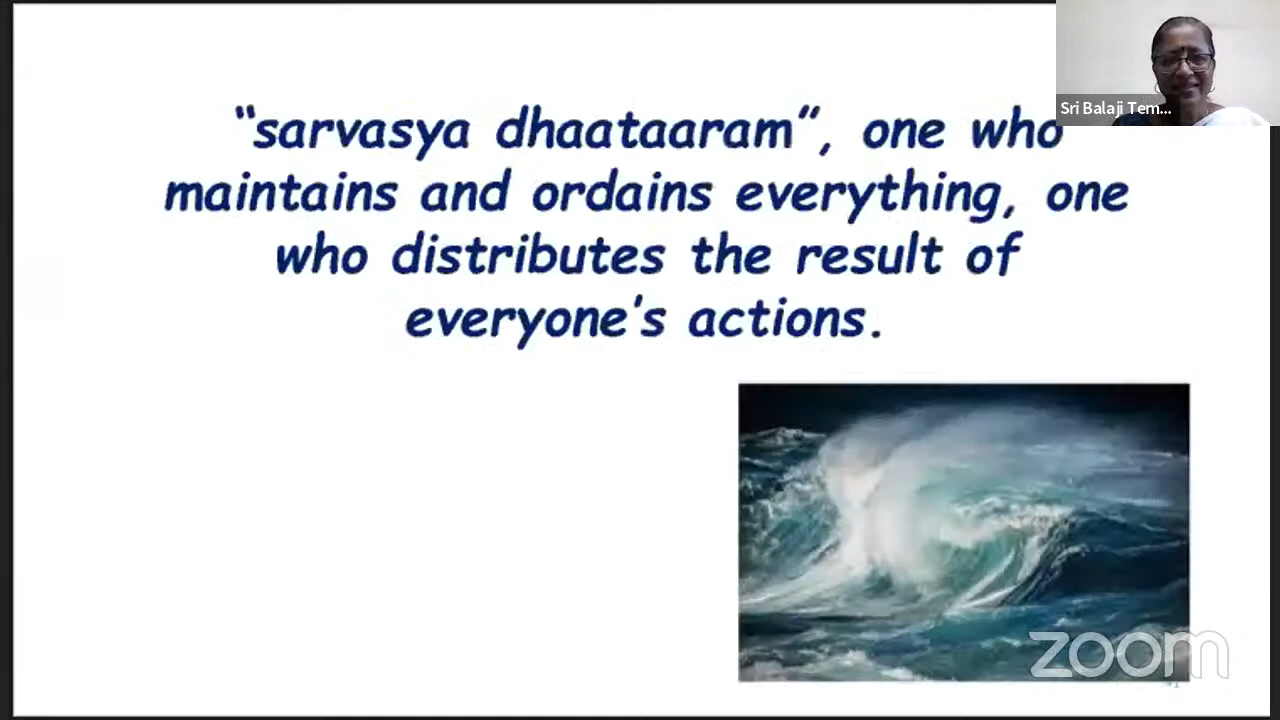 “sarvasya dhaataaram”, one who
maintains and ordains everything, one
who distributes the result of
everyone’s actions.
Sri Balaji Tem...
zoom